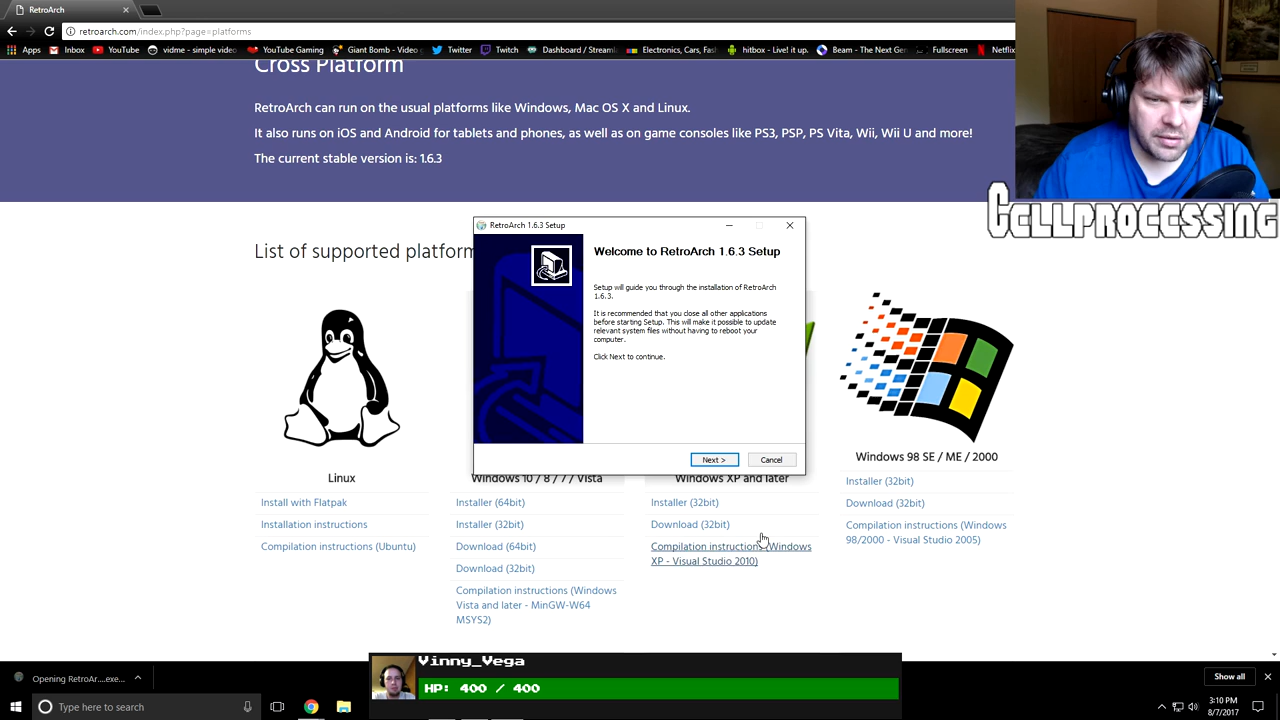 RetroArch
retroarch.com/index.php?page=platforms
Apps
Inbox
YouTube
vidme - simple video
YouTube Gaming
Giant Bomb - Video g
Twitter
Twitch
Dashboard / Streamla
Electronics, Cars, Fash
hitbox - Live! it up.
Beam - The Next Gen
Fullscreen
Netflix
Cross Platform
RetroArch can run on the usual platforms like Windows, Mac OS X and Linux.
It also runs on iOS and Android for tablets and phones, as well as on game consoles like PS3, PSP, PS Vita, Wii, Wii U and more!
The current stable version is: 1.6.3
Cellprocessing
List of supported platform
RetroArch 1.6.3 Setup
Welcome to RetroArch 1.6.3 Setup
Setup will guide you through the installation of RetroArch
1.6.3.
It is recommended that you close all other applications
before starting Setup. This will make it possible to update
relevant system files without having to reboot your
computer.
Click Next to continue.
Next >
Cancel
Linux
Install with Flatpak
Installation instructions
Compilation instructions (Ubuntu)
Windows 10 / 8 / 7 / Vista
Installer (64bit)
Installer (32bit)
Download (64bit)
Download (32bit)
Compilation instructions (Windows
Vista and later - MinGW-W64
MSYS2)
Windows XP and later
Installer (32bit)
Download (32bit)
Compilation instructions (Windows
XP - Visual Studio 2010)
Windows 98 SE / ME / 2000
Installer (32bit)
Download (32bit)
Compilation instructions (Windows
98/2000 - Visual Studio 2005)
Vinny_Vega
HP: 400 / 400
Opening RetroAr....exe...
Show all
Type here to search
3:10 PM
8/7/2017